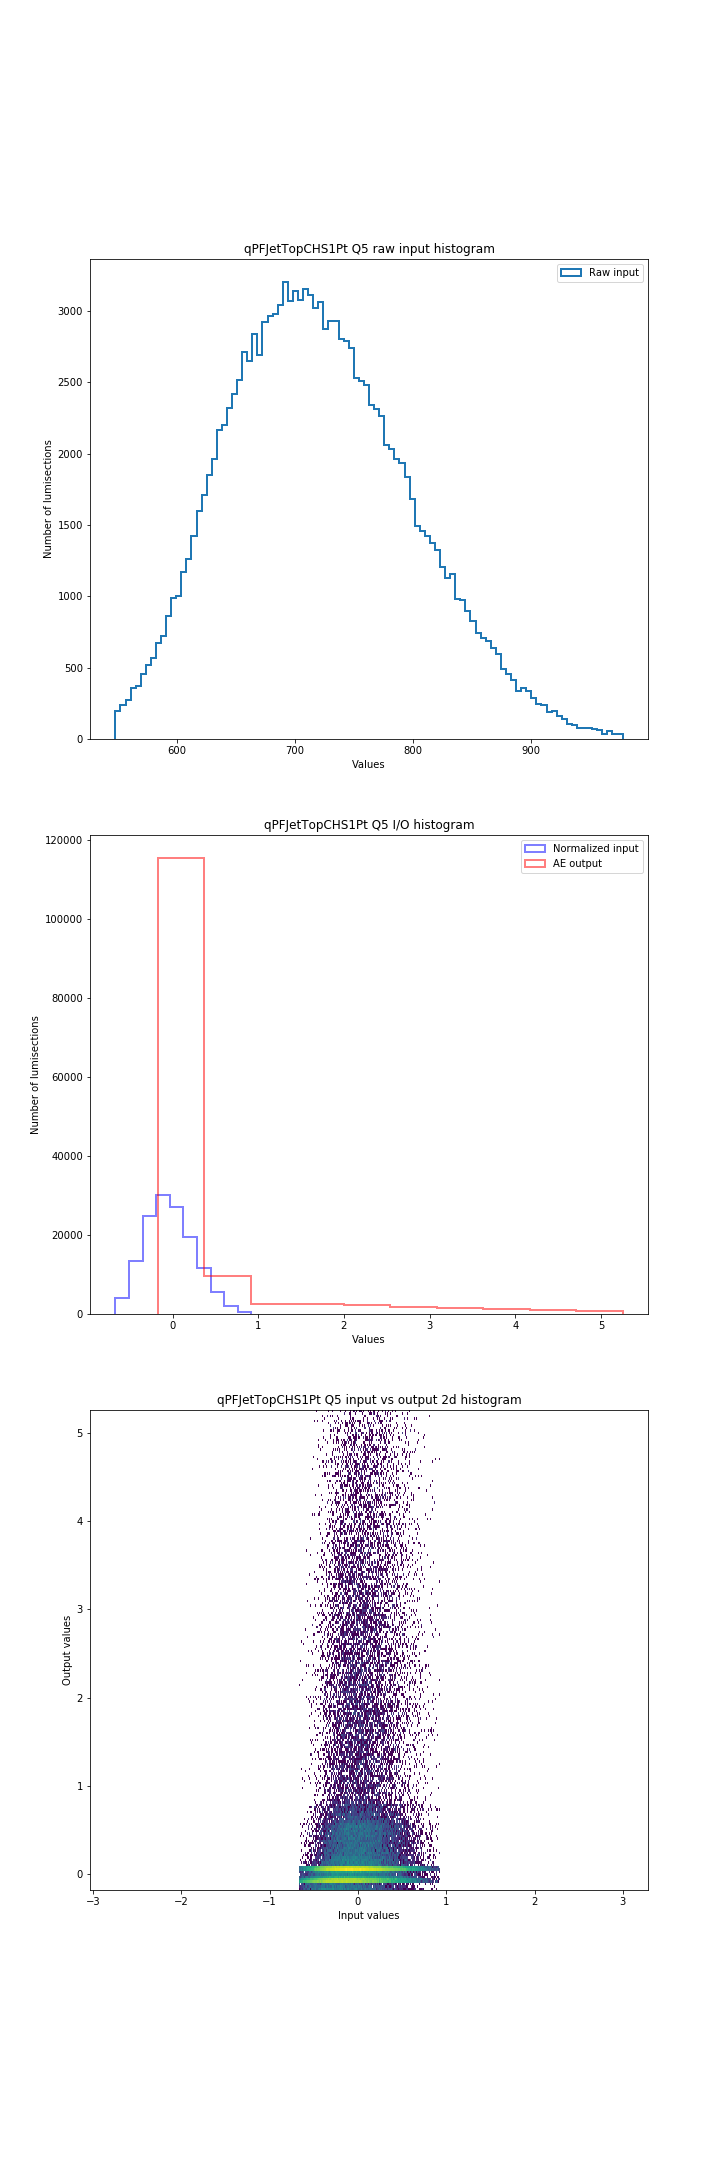 qPFJetTopCHS1Pt Q5 raw input histogram
Raw input
3000
2500
2000
1500
1000
500
0
Number of lumisections
600 700 800 900
Values
qPFJetTopCHS1Pt Q5 I/O histogram
Normalized input
AE output
120000
100000
80000
60000
40000
20000
0
Number of lumisections
0 1 2 3 4 5
Values
qPFJetTopCHS1Pt Q5 input vs output 2d histogram
5
4
3
2
1
0
Output values
−3 −2 −1 0 1 2 3
Input values